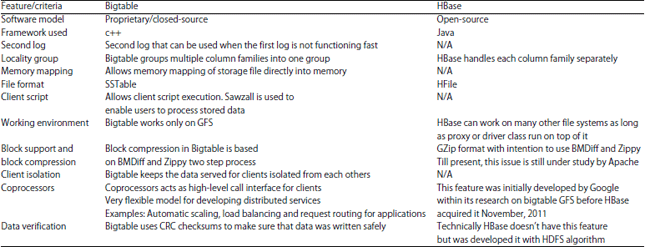 Feature/criteria Bigtable HBase
Software model Proprietary/closed-source Open-source
Framework used c++ Java
Second log Second log that can be used when the first log is not functioning fast N/A
Locality group Bigtable groups multiple column families into one group HBase handles each column family separately
Memory mapping Allows memory mapping of storage file directly into memory N/A
File format SSTable HFile
Client script Allows client script execution. Sawzall is used to N/A
enable users to process stored data
Working environment Bigtable works only on GFS HBase can work on many other file systems as long
as proxy or driver class run on top of it
Block support and Block compression in Bigtable is based GZip format with intention to use BMDiff and Zippy
block compression on BMDiff and Zippy two step process Till present, this issue is still under study by Apache
Client isolation Bigtable keeps the data served for clients isolated from each others N/A
Coprocessors Coprocessors acts as high-level call interface for clients This feature was initially developed by Google
Very flexible model for developing distributed services within its research on bigtable GFS before HBase
Examples: Automatic scaling, load balancing and request routing for applications acquired it November, 2011
Data verification Bigtable uses CRC checksums to make sure that data was written safely Technically HBase doesn't have this feature
but was developed it with HDFS algorithm